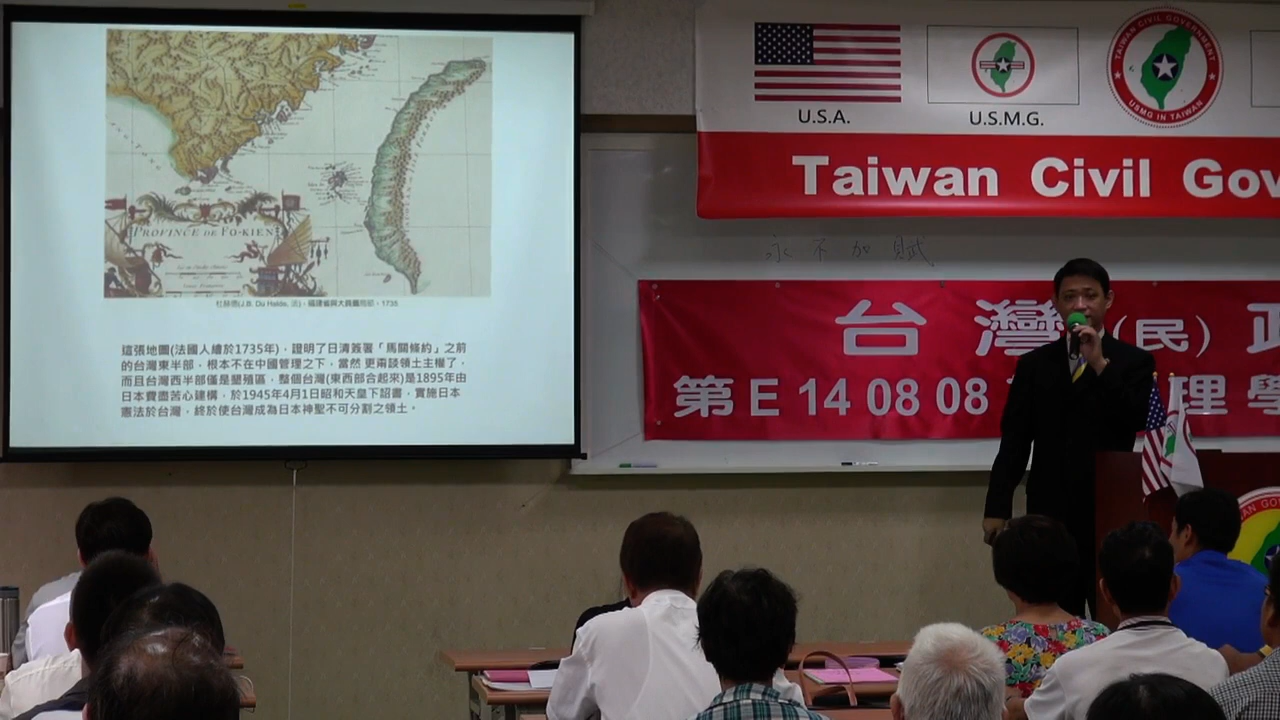 PROVINCE DE FO-KIEN
杜赫德(J.B. Du Halde, 法)，福建省與大員疆局部，1735
這張地圖(法國人繪於1735年)，證明了日清簽署「馬關條約」之前
的台灣東半部，根本不在中國管理之下，當然更兩談領土主權了，
而且台灣西半部僅是墾殖區，整個台灣(東西部合起來)是1895年由
日本費盡苦心建構，於1945年4月1日昭和天皇下詔書，實施日本
憲法於台灣，終於使台灣成為日本神聖不可分割之領土。
U.S.A.
U.S.M.G.
TAIWAN CIVIL GOVERNMENT
USMG IN TAIWAN
Taiwan Civil Gov
永不加賦
台灣(民)政
第E 14 08 08
理學